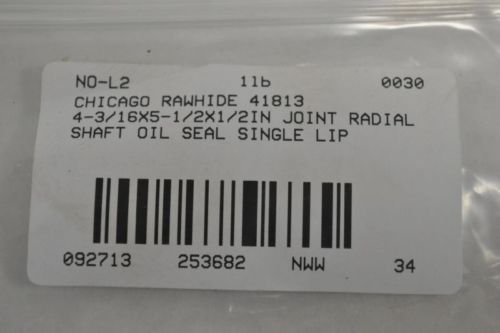 NO-L2 11b 0030
CHICAGO RAWHIDE 41813
4-3/16X5-1/2X1/2IN JOINT RADIAL
SHAFT OIL SEAL SINGLE LIP
092713 253682 NWW 34